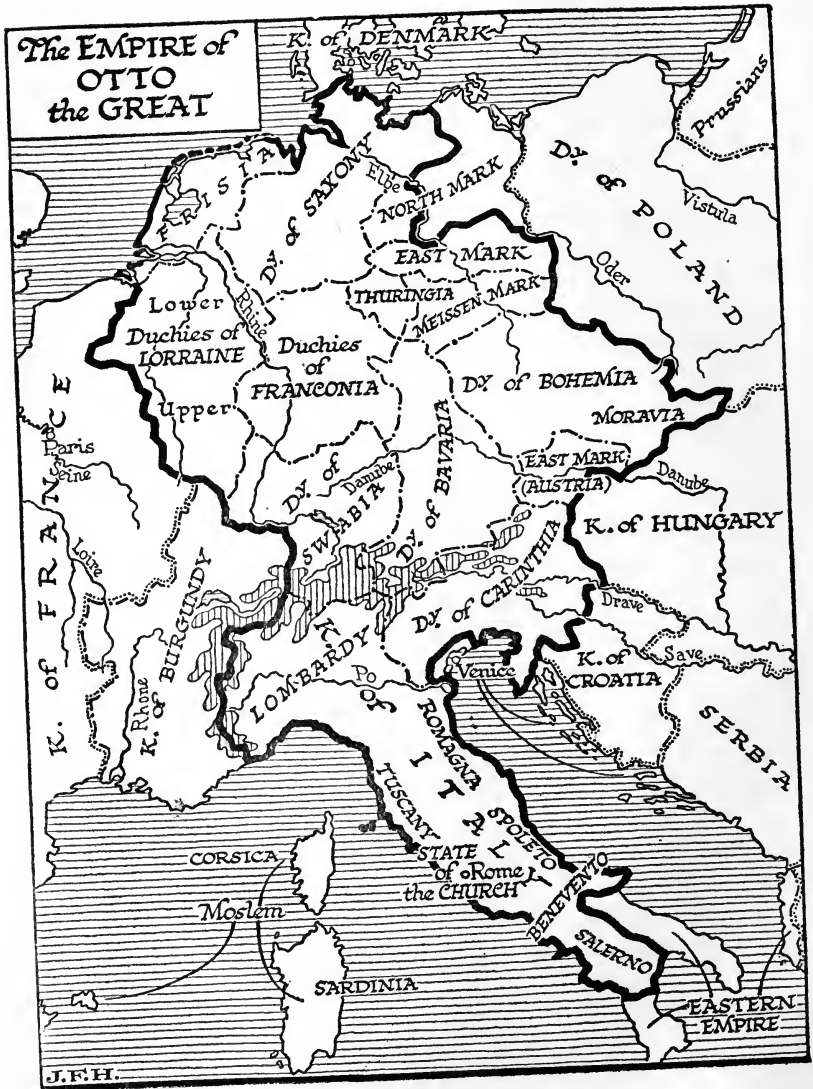 The EMPIRE of
OTTO
the GREAT
K. of DENMARK
Prussians
FRISIA
Dy. of SAXONY
Elbe
NORTH MARK
Dy. of POLAND
Vistula
Oder
EAST MARK
THURINGIA
MEISSEN MARK
Rhine
Lower
Duchies of
LORRAINE
Upper
Duchies
of
FRANCONIA
Dy. of BOHEMIA
MORAVIA
K. of FRANCE
Paris
Seine
Loire
Dy. of
SWABIA
Danube
Dy. of BAVARIA
EAST MARK
(AUSTRIA)
Danube
K. of HUNGARY
K. of BURGUNDY
Rhone
Dy. of CARINTHIA
Drave
Save
K. of
CROATIA
SERBIA
K. of ITALY
LOMBARDY
Po
Venice
ROMAGNA
TUSCANY
SPOLETO
STATE
of Rome
the CHURCH
BENEVENTO
SALERNO
CORSICA
Moslem
SARDINIA
EASTERN
EMPIRE
J.F.H.